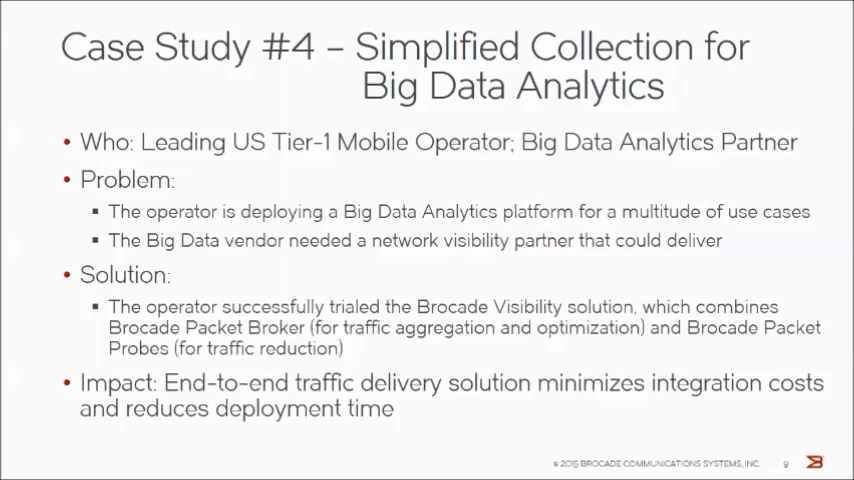 Case Study #4 – Simplified Collection for
Big Data Analytics
• Who: Leading US Tier-1 Mobile Operator; Big Data Analytics Partner
• Problem:
▪ The operator is deploying a Big Data Analytics platform for a multitude of use cases
▪ The Big Data vendor needed a network visibility partner that could deliver
• Solution:
▪ The operator successfully trialed the Brocade Visibility solution, which combines
Brocade Packet Broker (for traffic aggregation and optimization) and Brocade Packet
Probes (for traffic reduction)
• Impact: End-to-end traffic delivery solution minimizes integration costs
and reduces deployment time
© 2015 BROCADE COMMUNICATIONS SYSTEMS, INC. 9